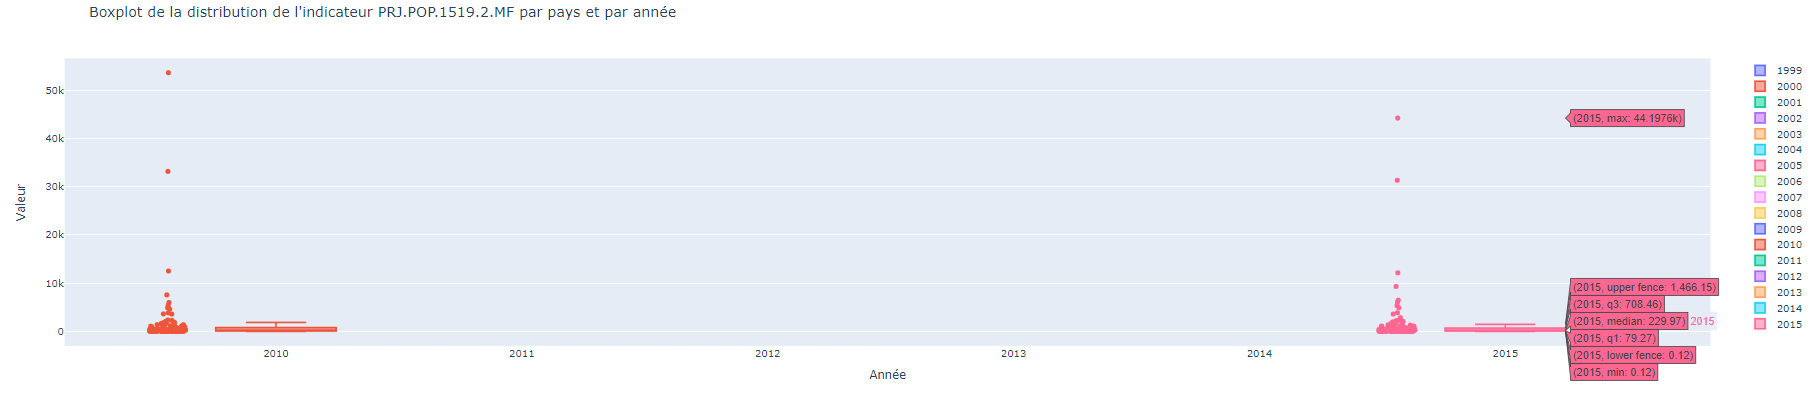 Boxplot de la distribution de l'indicateur PRJ.POP.1519.2.MF par pays et par année
Valeur
50k
40k
30k
20k
10k
0
2010
2011
2012
2013
2014
2015
Année
(2015, max: 44.1976k)
(2015, upper fence: 1,466.15)
(2015, q3: 708.46)
(2015, median: 229.97) 2015
(2015, q1: 79.27)
(2015, lower fence: 0.12)
(2015, min: 0.12)
1999
2000
2001
2002
2003
2004
2005
2006
2007
2008
2009
2010
2011
2012
2013
2014
2015